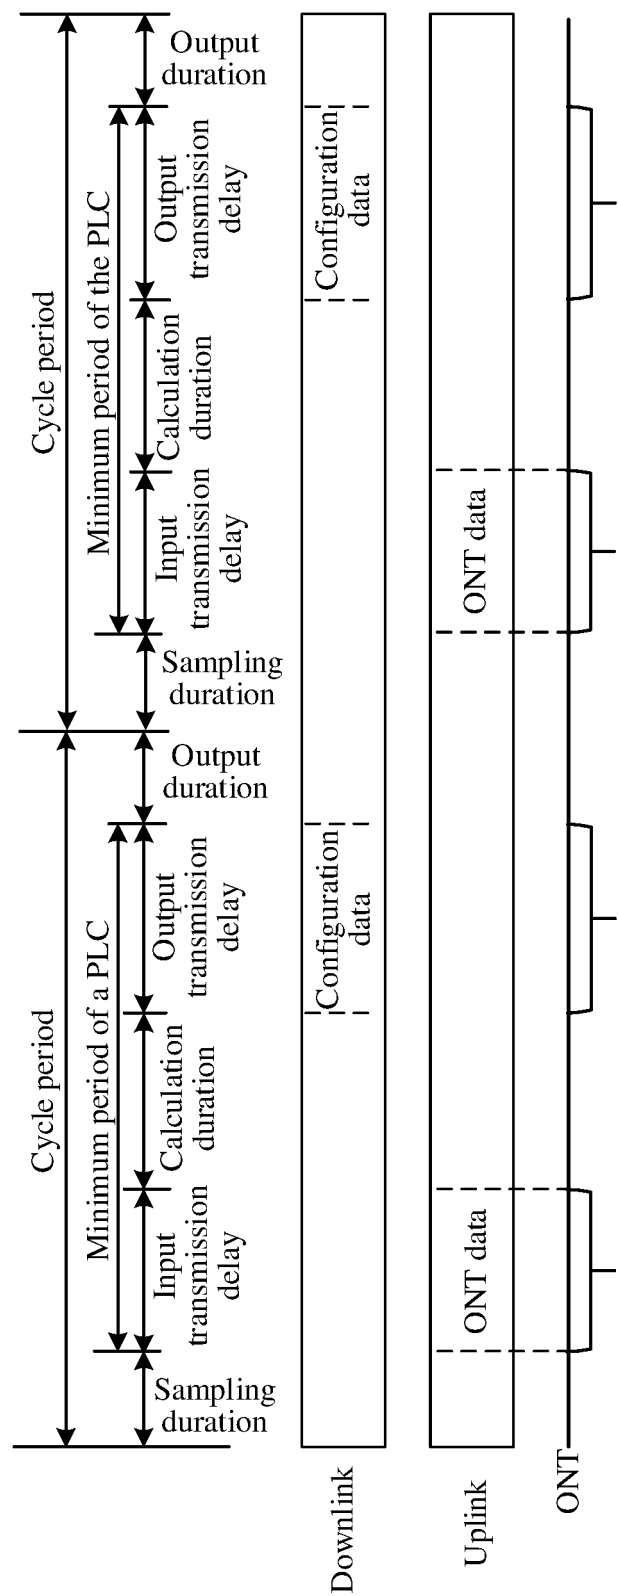 Cycle period
Cycle period
Minimum period of a PLC
Minimum period of the PLC
Sampling
duration
Input
transmission
delay
Calculation
duration
Output
transmission
delay
Output
duration
Sampling
duration
Input
transmission
delay
Calculation
duration
Output
transmission
delay
Output
duration
Downlink
Configuration
data
Configuration
data
Uplink
ONT data
ONT data
ONT